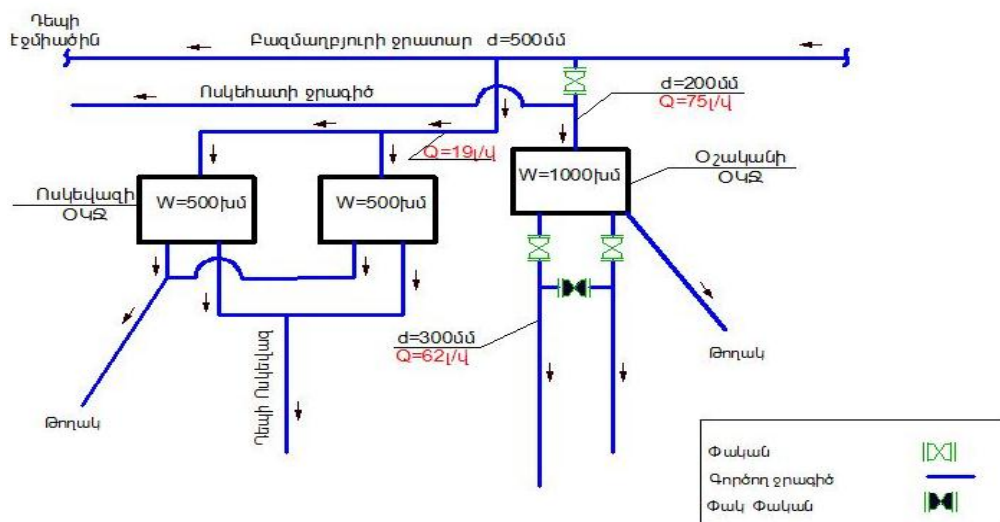 Դեպի
Էջմիածին
Բազմաղբյուրի ջրատար d=500մմ
Ոսկեհատի ջրագիծ
d=200մմ
Q=75լ/վ
Q=19լ/վ
Օշականի
ՕԿՋ
W=1000խմ
Ոսկեվազի
ՕԿՋ
W=500խմ
W=500խմ
d=300մմ
Q=62լ/վ
Թողակ
Դեպի Ոսկեվազ
Թողակ
Փական
Գործող ջրագիծ
Փակ Փական